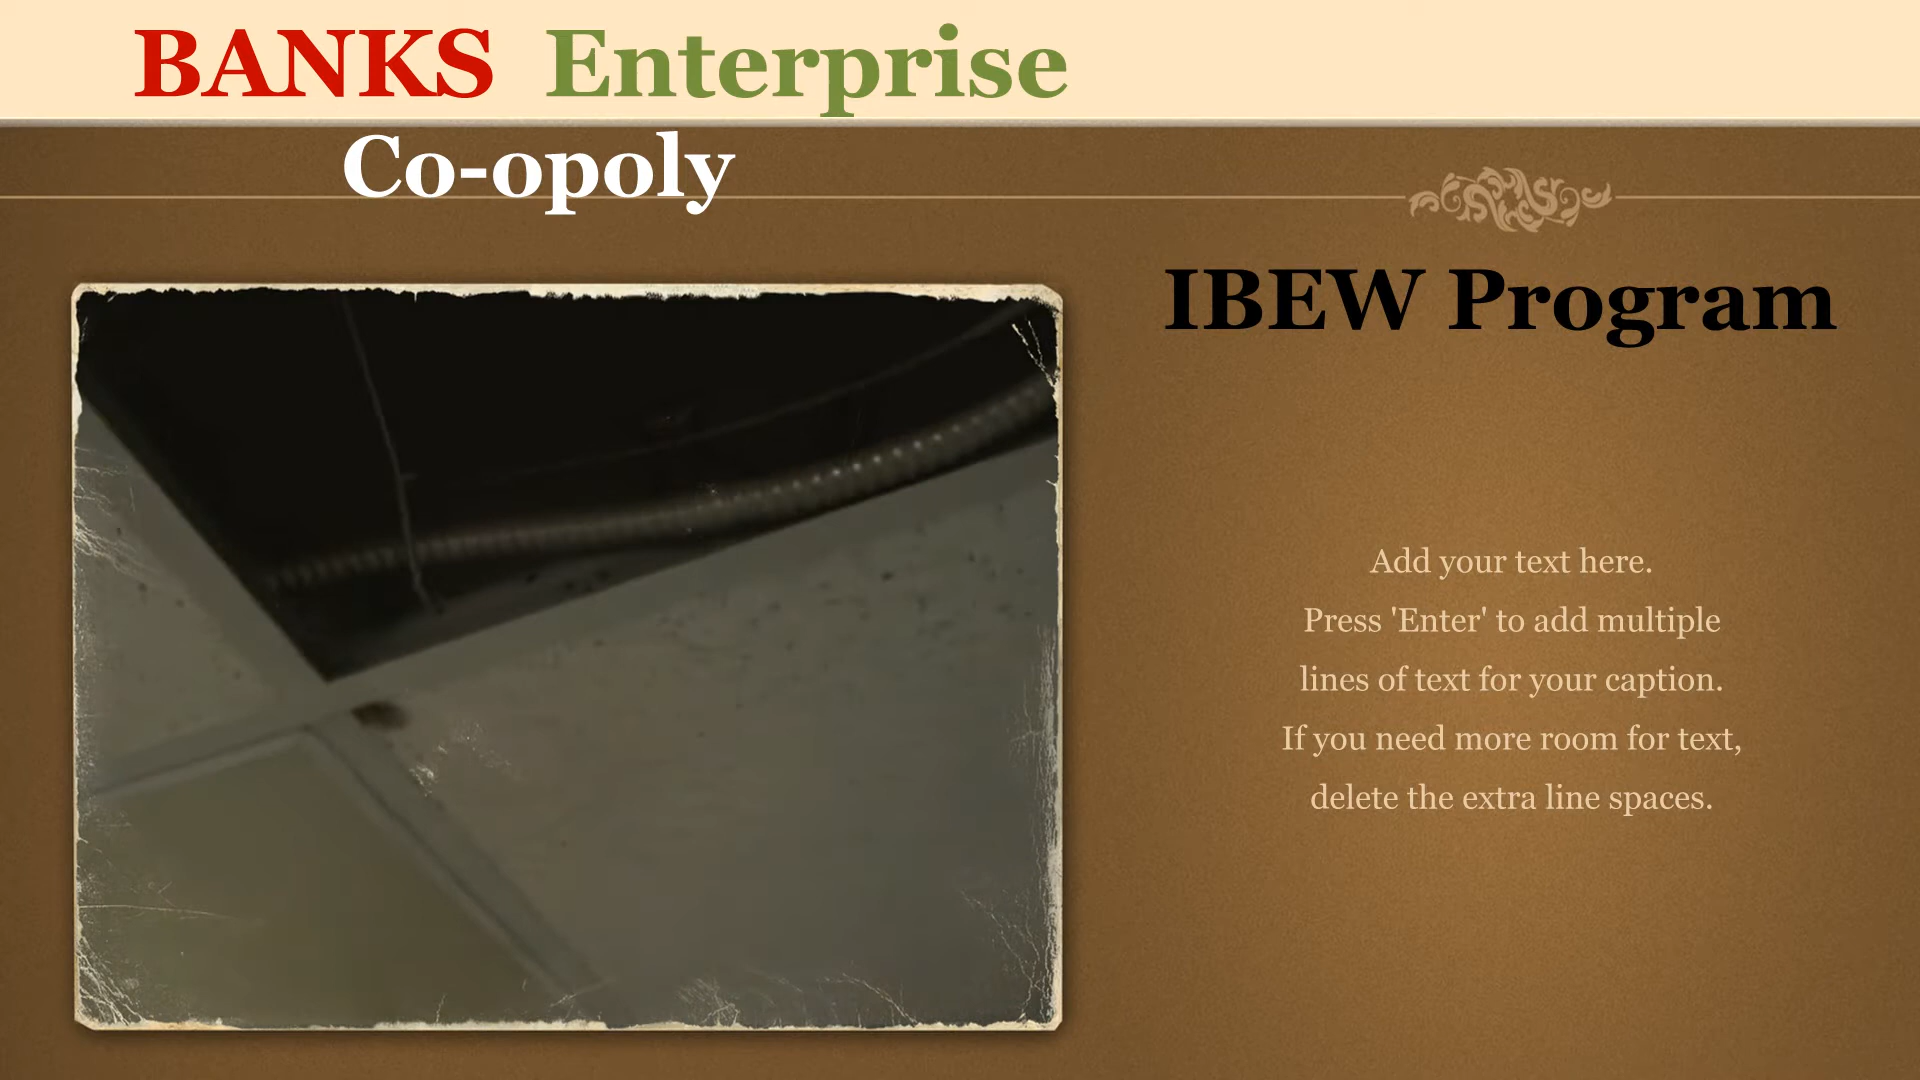 BANKS Enterprise
Co-opoly
IBEW Program
Add your text here.
Press 'Enter' to add multiple
lines of text for your caption.
If you need more room for text,
delete the extra line spaces.